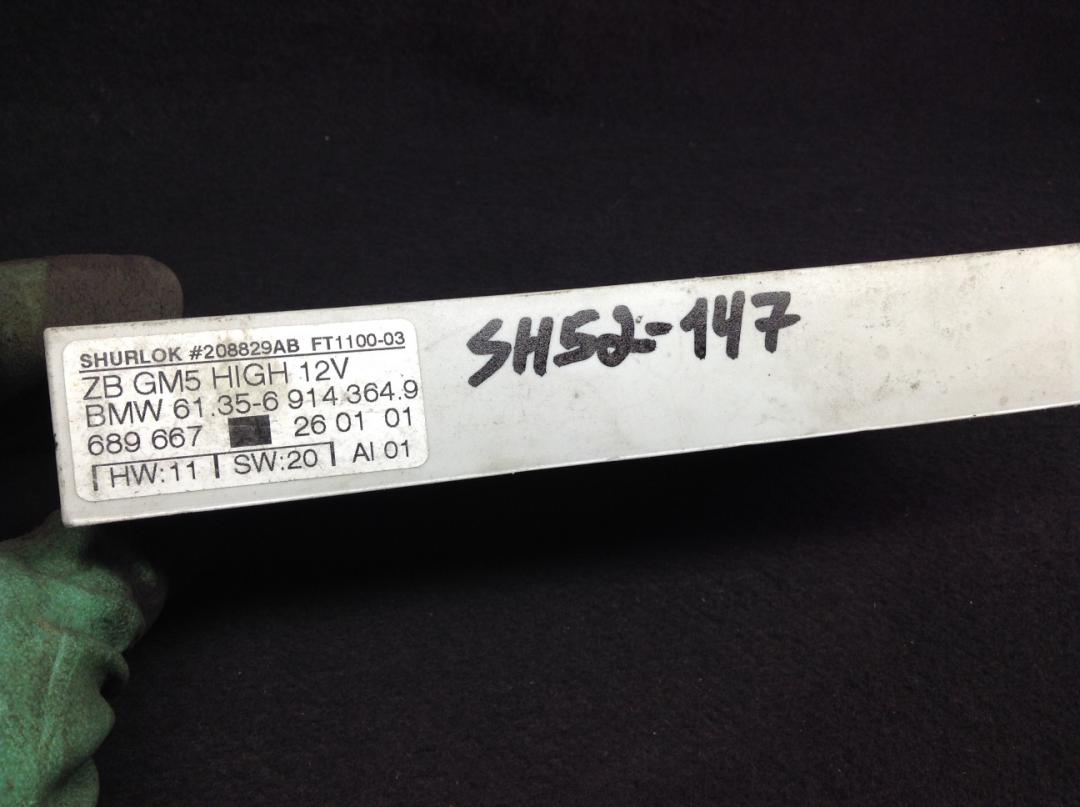 SHURLOK #208829AB FT1100-03
ZB GM5 HIGH 12V
BMW 61.35-6 914 364.9
689 667 26 01 01
HW:11 SW:20 AI 01
SH52-147